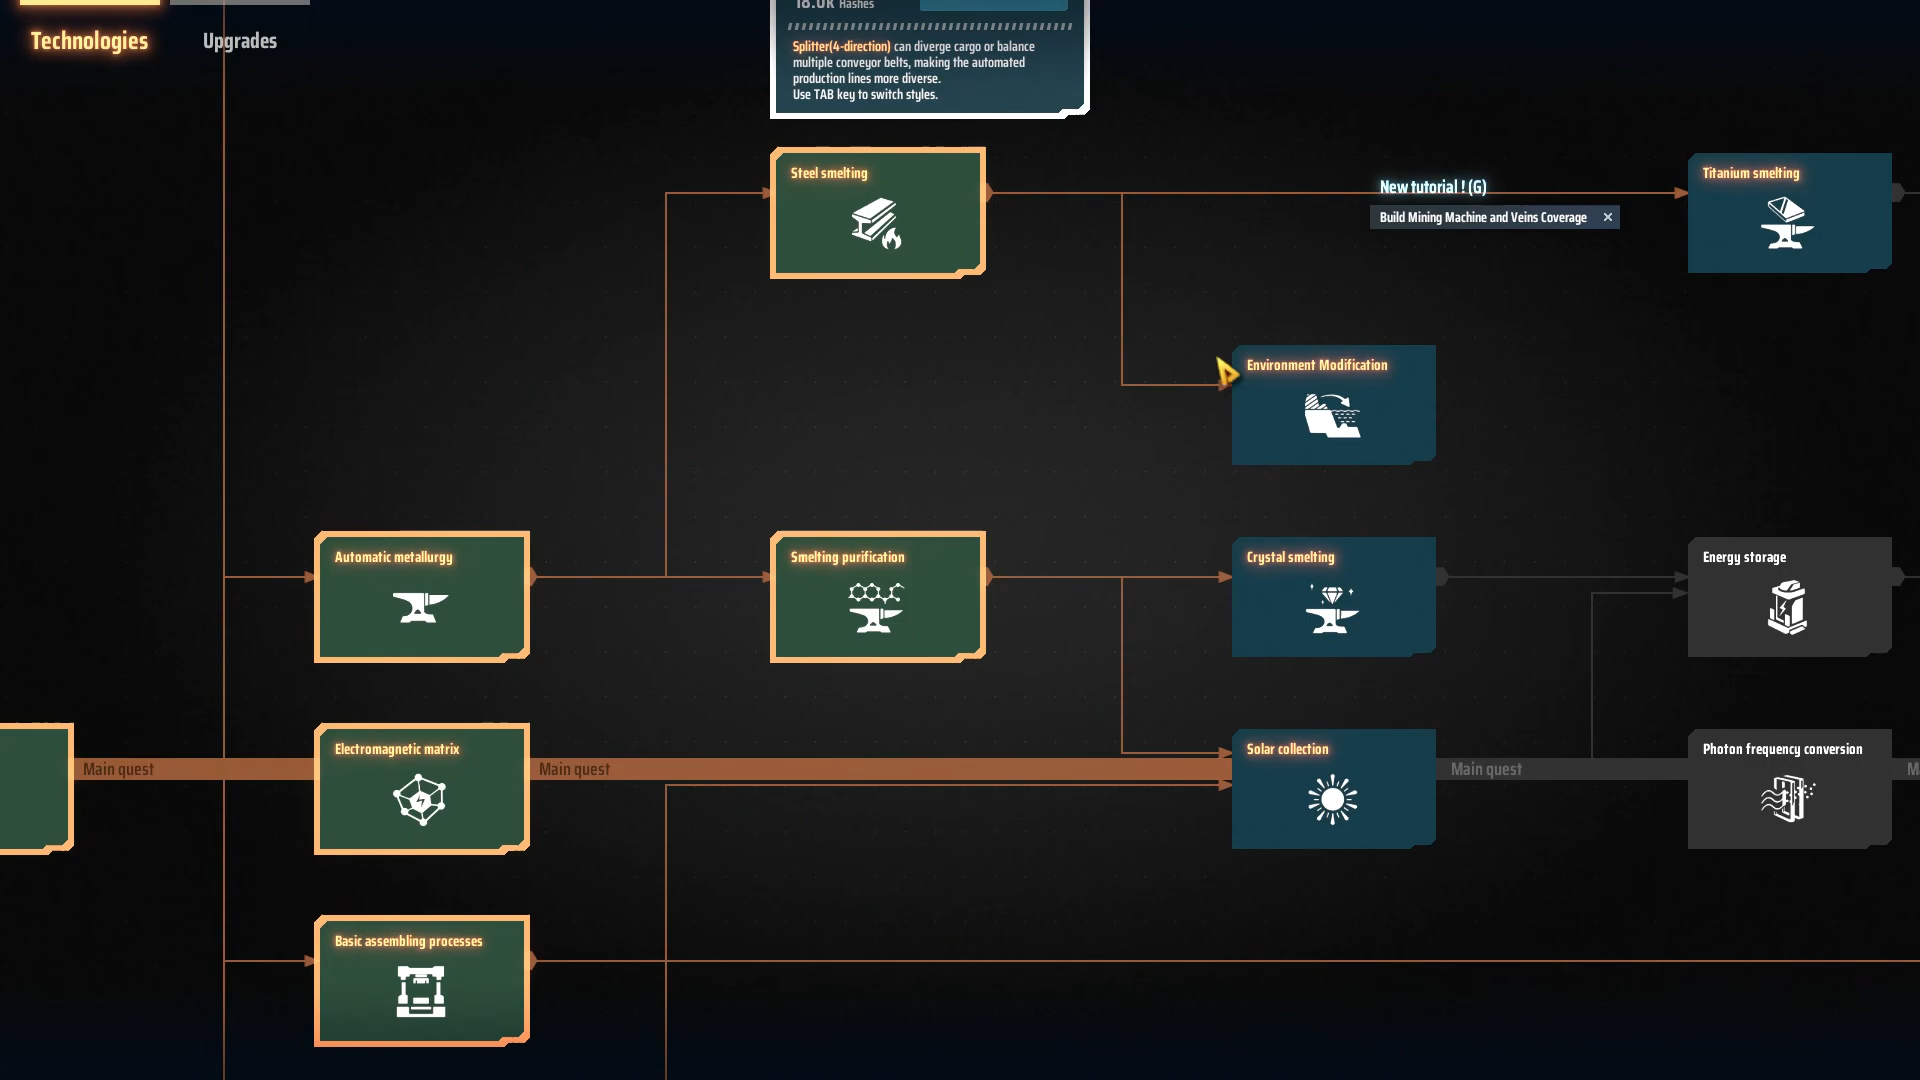 18.0k Hashes
Technologies
Upgrades
Splitter(4-direction) can diverge cargo or balance
multiple conveyor belts, making the automated
production lines more diverse.
Use TAB key to switch styles.
Steel smelting
New tutorial ! (G)
Build Mining Machine and Veins Coverage
Titanium smelting
Environment Modification
Automatic metallurgy
Smelting purification
Crystal smelting
Energy storage
Electromagnetic matrix
Solar collection
Photon frequency conversion
Main quest
Main quest
Main quest
Basic assembling processes